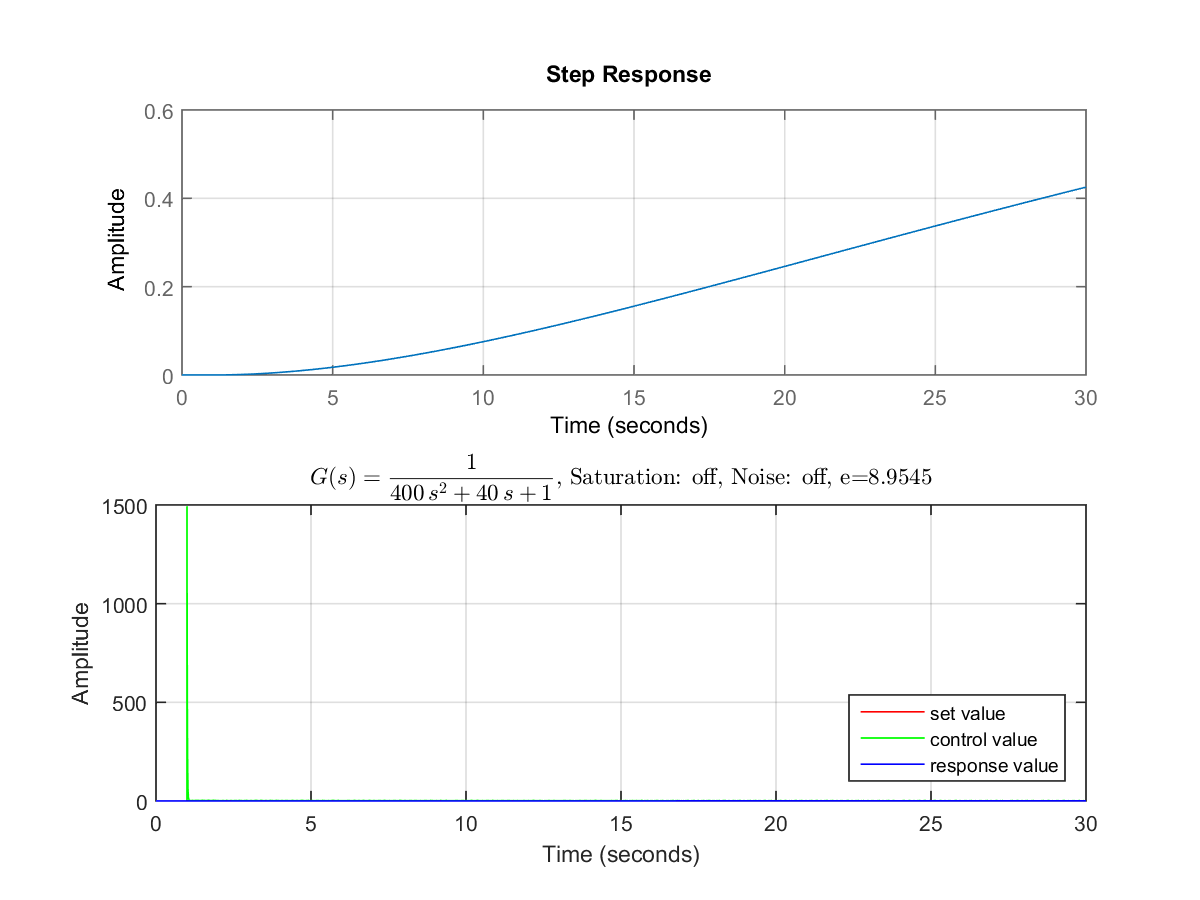 Step Response
Amplitude
0.6
0.4
0.2
0
0 5 10 15 20 25 30
Time (seconds)
G(s) = 1 / (400 s² + 40 s + 1), Saturation: off, Noise: off, e=8.9545
Amplitude
1500
1000
500
0
set value
control value
response value
0 5 10 15 20 25 30
Time (seconds)